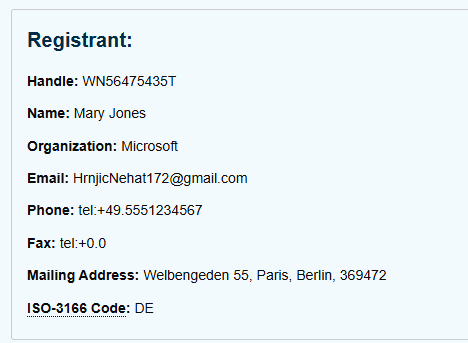 Registrant:
Handle: WN56475435T
Name: Mary Jones
Organization: Microsoft
Email: HrnjicNehat172@gmail.com
Phone: tel:+49.5551234567
Fax: tel:+0.0
Mailing Address: Welbengeden 55, Paris, Berlin, 369472
ISO-3166 Code: DE